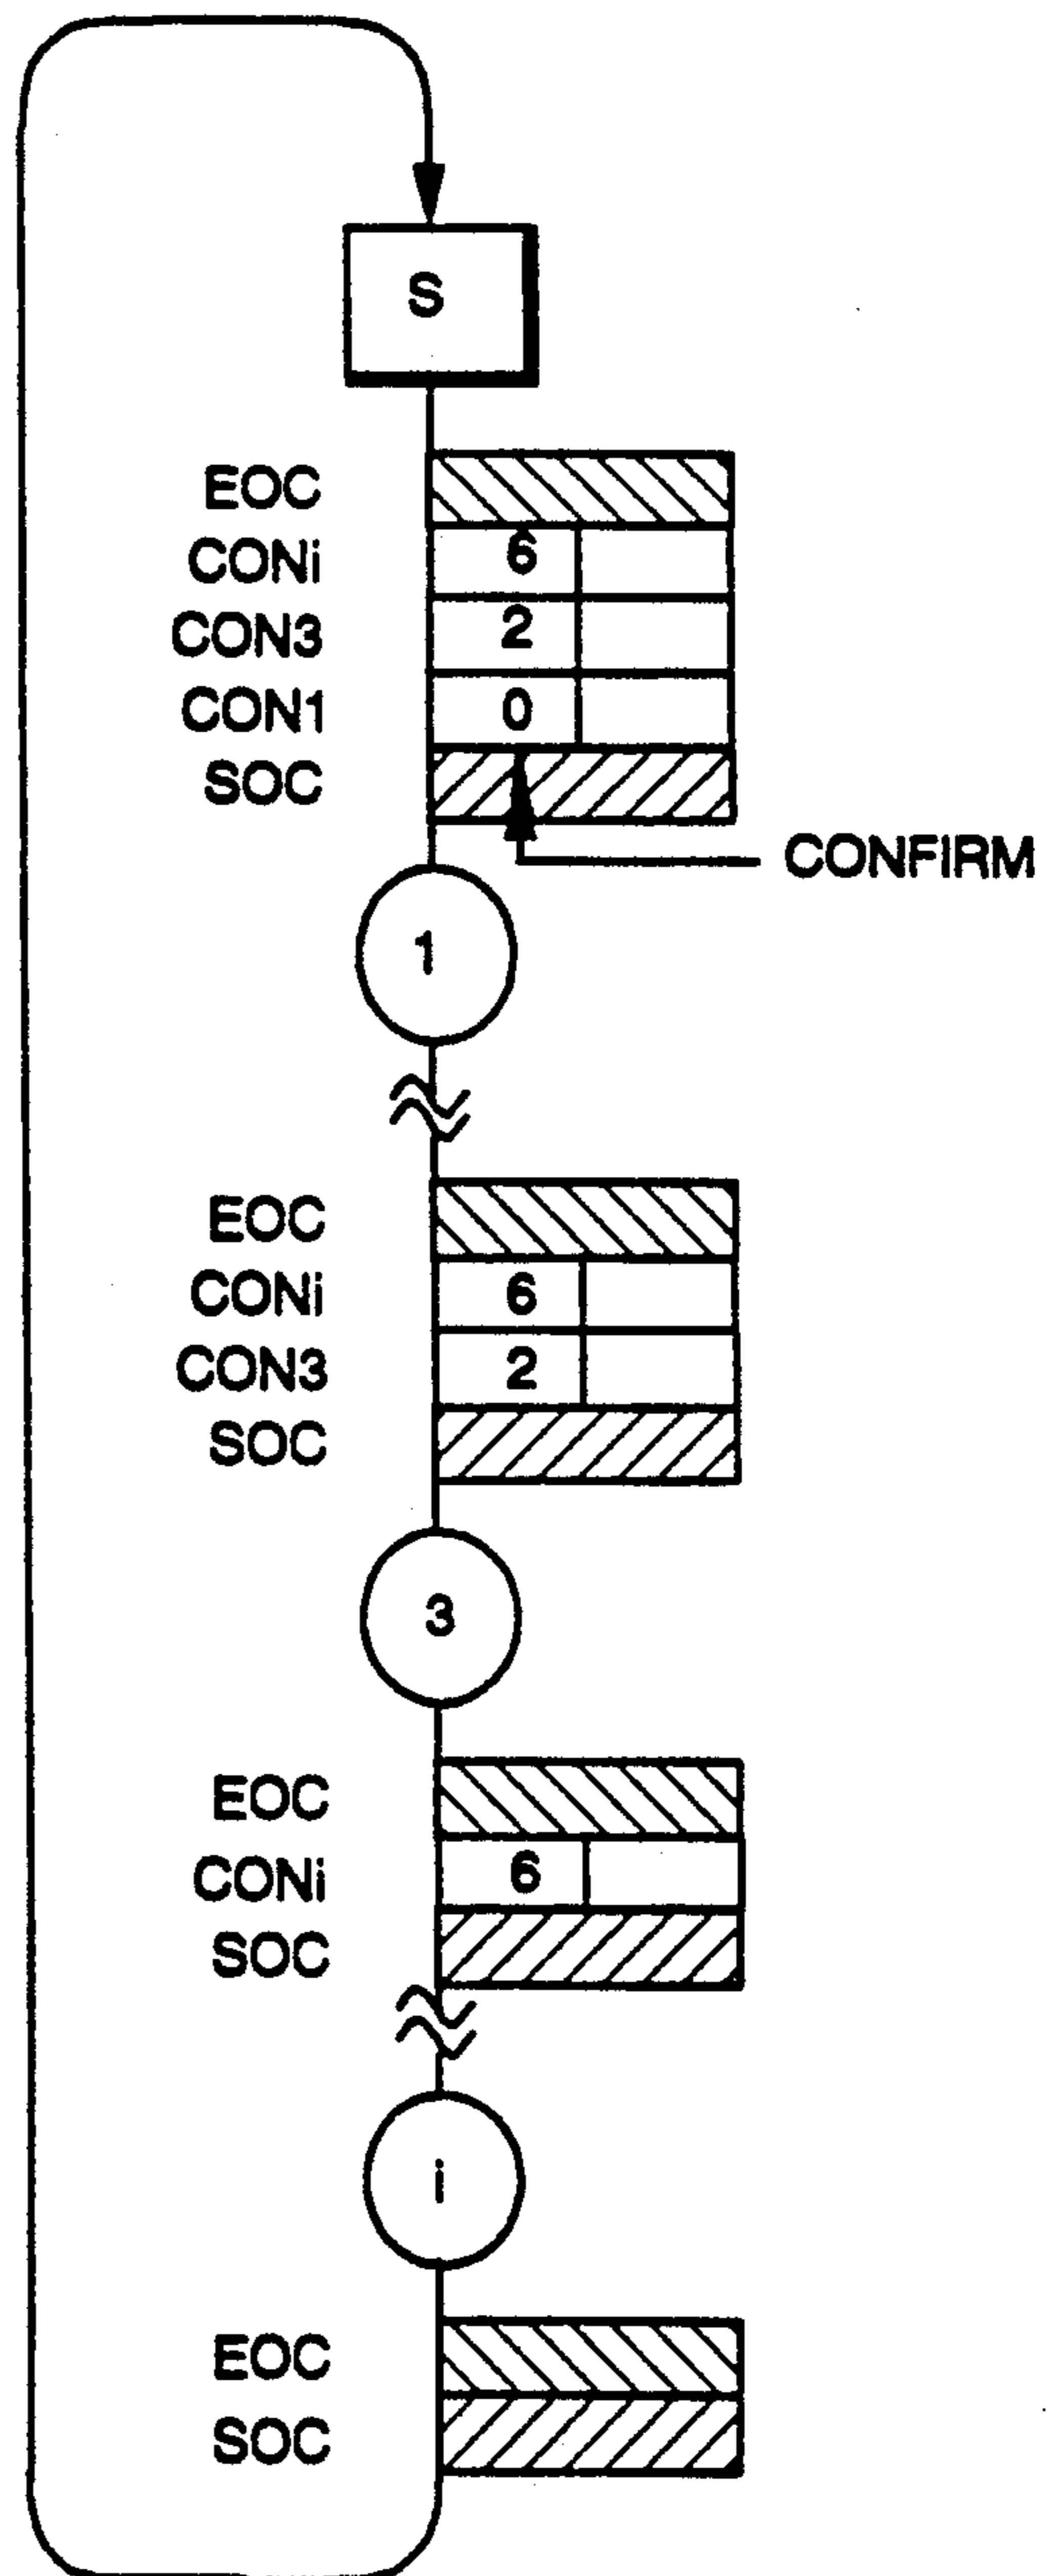 S
EOC
CONi 6
CON3 2
CON1 0
SOC
CONFIRM
1
EOC
CONi 6
CON3 2
SOC
3
EOC
CONi 6
SOC
i
EOC
SOC